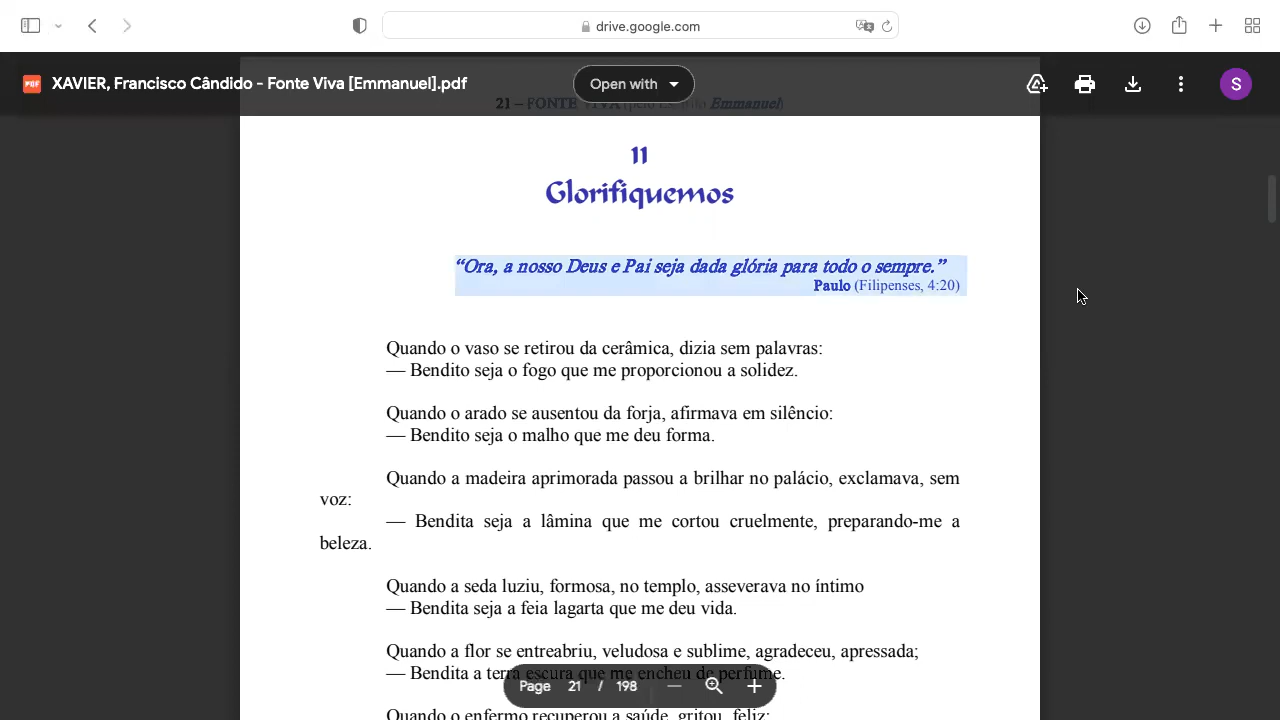 drive.google.com
XAVIER, Francisco Cândido - Fonte Viva [Emmanuel].pdf
Open with
S
21 – FONTE VIVA (pelo Espírito Emmanuel)
11
Glorifiquemos
“Ora, a nosso Deus e Pai seja dada glória para todo o sempre.”
Paulo (Filipenses, 4:20)
Quando o vaso se retirou da cerâmica, dizia sem palavras:
— Bendito seja o fogo que me proporcionou a solidez.
Quando o arado se ausentou da forja, afirmava em silêncio:
— Bendito seja o malho que me deu forma.
Quando a madeira aprimorada passou a brilhar no palácio, exclamava, sem
voz:
— Bendita seja a lâmina que me cortou cruelmente, preparando-me a
beleza.
Quando a seda luziu, formosa, no templo, asseverava no íntimo
— Bendita seja a feia lagarta que me deu vida.
Quando a flor se entreabriu, veludosa e sublime, agradeceu, apressada;
— Bendita a terra escura que me encheu de perfume.
Page 21 / 198
Quando o enfermo recuperou a saúde, gritou, feliz: